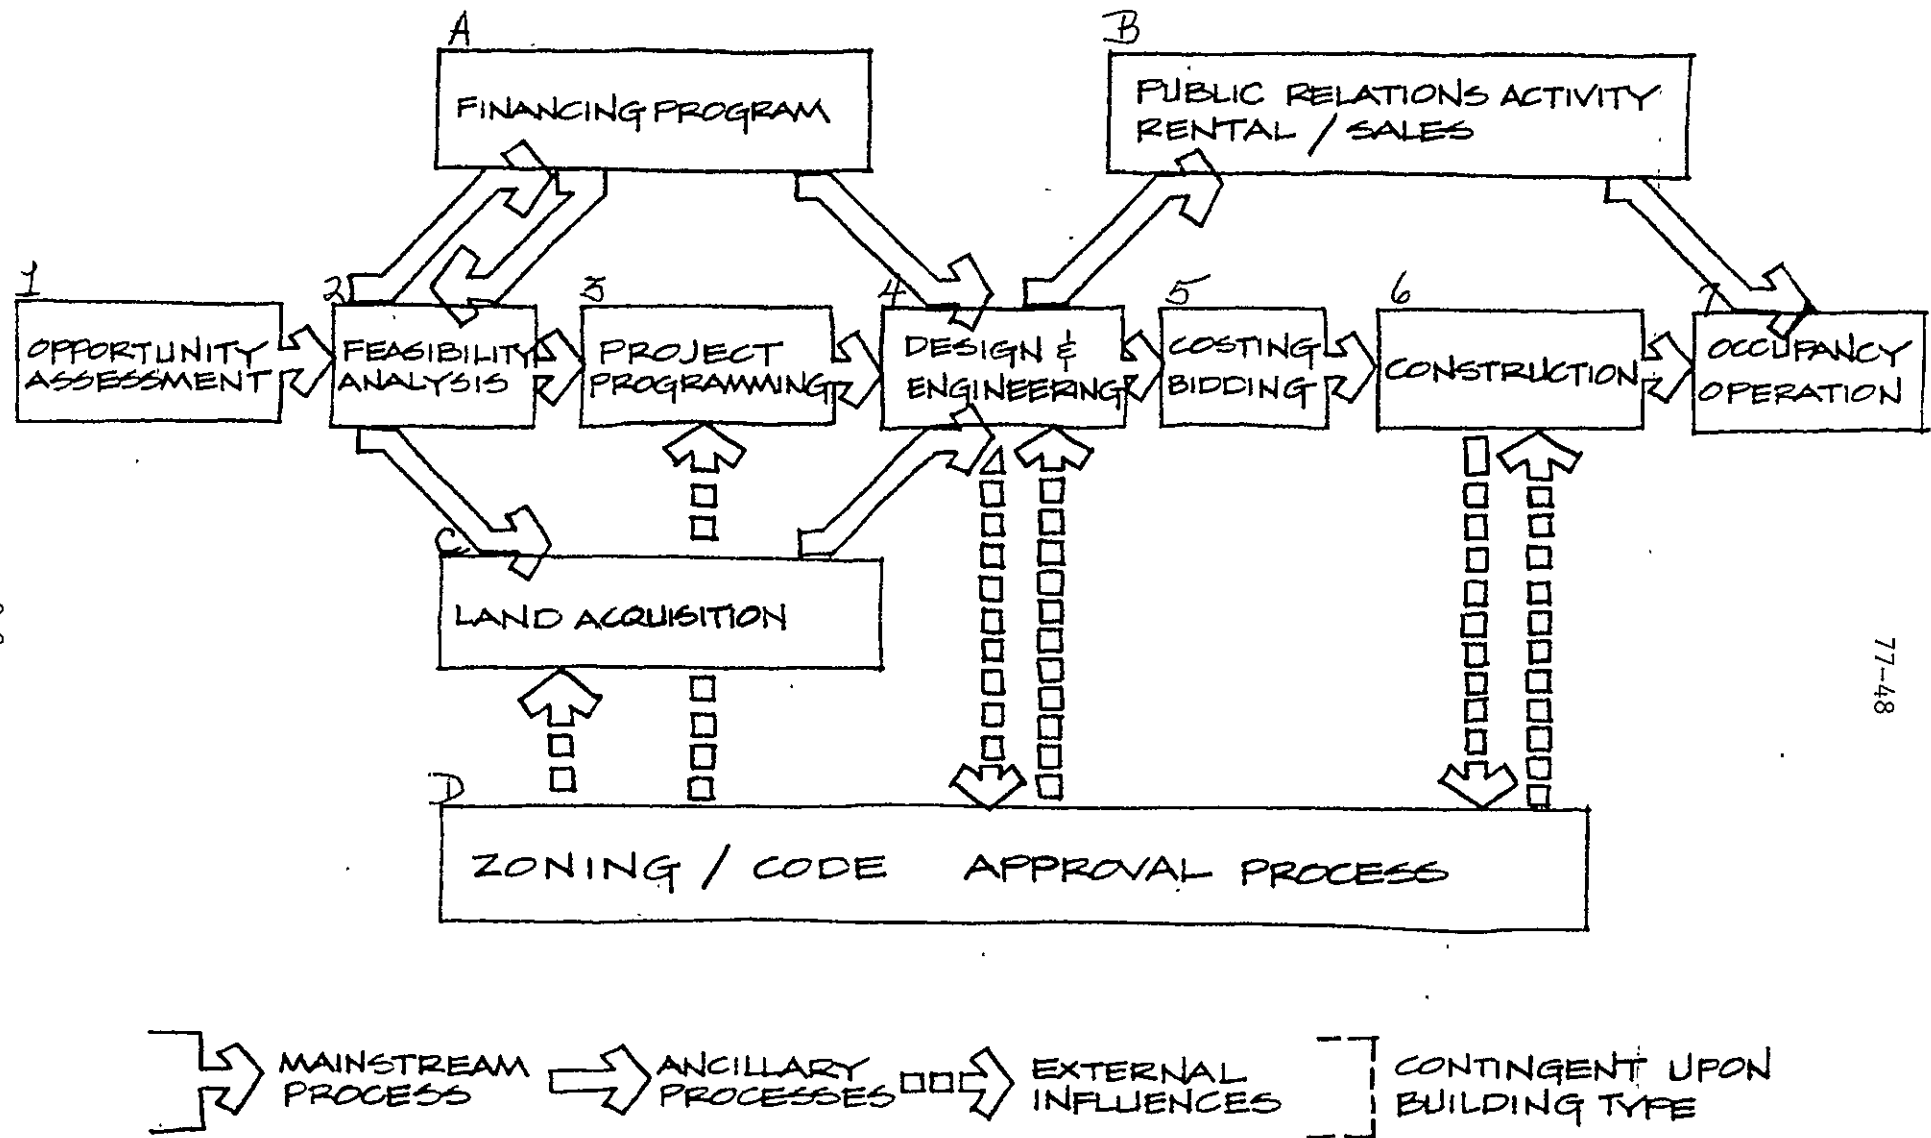 A
FINANCING PROGRAM
B
PUBLIC RELATIONS ACTIVITY
RENTAL / SALES
1
OPPORTUNITY
ASSESSMENT
2
FEASIBILITY
ANALYSIS
3
PROJECT
PROGRAMMING
4
DESIGN &
ENGINEERING
5
COSTING
BIDDING
6
CONSTRUCTION
7
OCCUPANCY
OPERATION
C
LAND ACQUISITION
D
ZONING / CODE APPROVAL PROCESS
77-48
MAINSTREAM
PROCESS
ANCILLARY
PROCESSES
EXTERNAL
INFLUENCES
CONTINGENT UPON
BUILDING TYPE